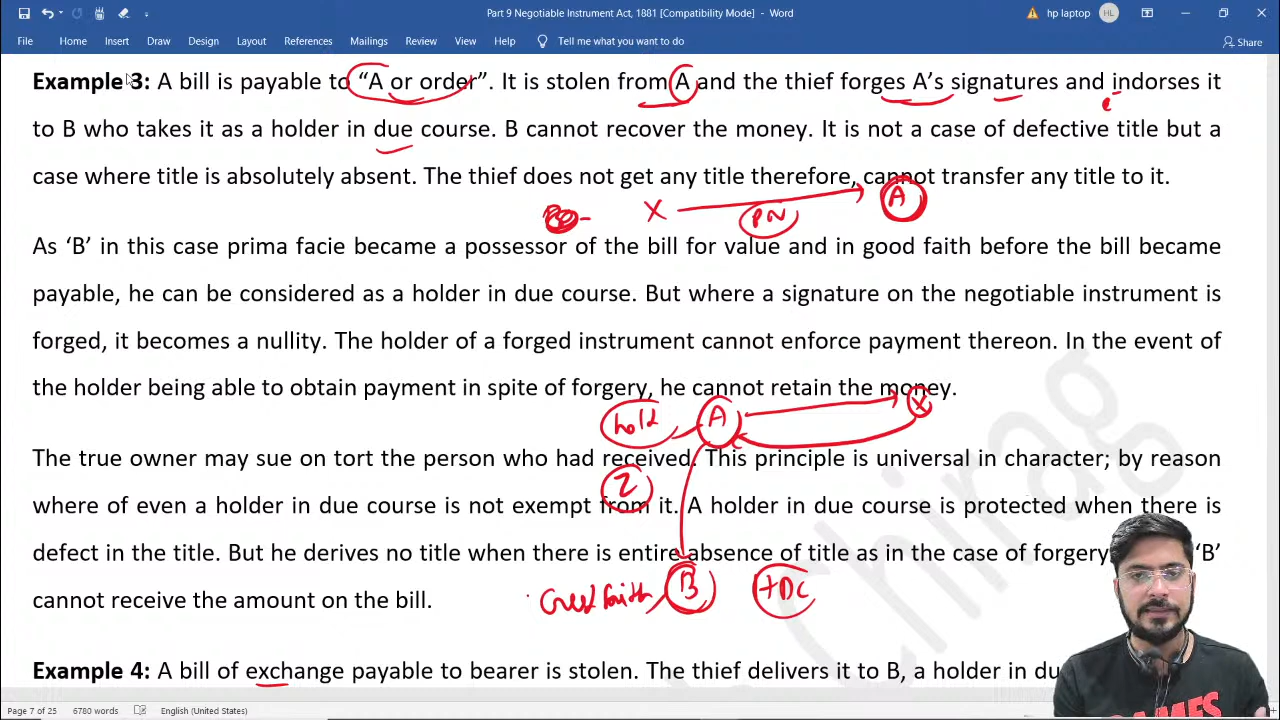 Part 9 Negotiable Instrument Act, 1881 [Compatibility Mode] - Word
hp laptop
HL
File Home Insert Draw Design Layout References Mailings Review View Help Tell me what you want to do
Share
Example 3: A bill is payable to “A or order”. It is stolen from A and the thief forges A’s signatures and indorses it
to B who takes it as a holder in due course. B cannot recover the money. It is not a case of defective title but a
case where title is absolutely absent. The thief does not get any title therefore, cannot transfer any title to it.
X PN A
As ‘B’ in this case prima facie became a possessor of the bill for value and in good faith before the bill became
payable, he can be considered as a holder in due course. But where a signature on the negotiable instrument is
forged, it becomes a nullity. The holder of a forged instrument cannot enforce payment thereon. In the event of
the holder being able to obtain payment in spite of forgery, he cannot retain the money.
hold A X
The true owner may sue on tort the person who had received. This principle is universal in character; by reason
where of even a holder in due course is not exempt from it. A holder in due course is protected when there is
defect in the title. But he derives no title when there is entire absence of title as in the case of forgery ‘B’
cannot receive the amount on the bill.
B HDC
Example 4: A bill of exchange payable to bearer is stolen. The thief delivers it to B, a holder in du
Chirag
GAMES
Page 7 of 25 6780 words English (United States)